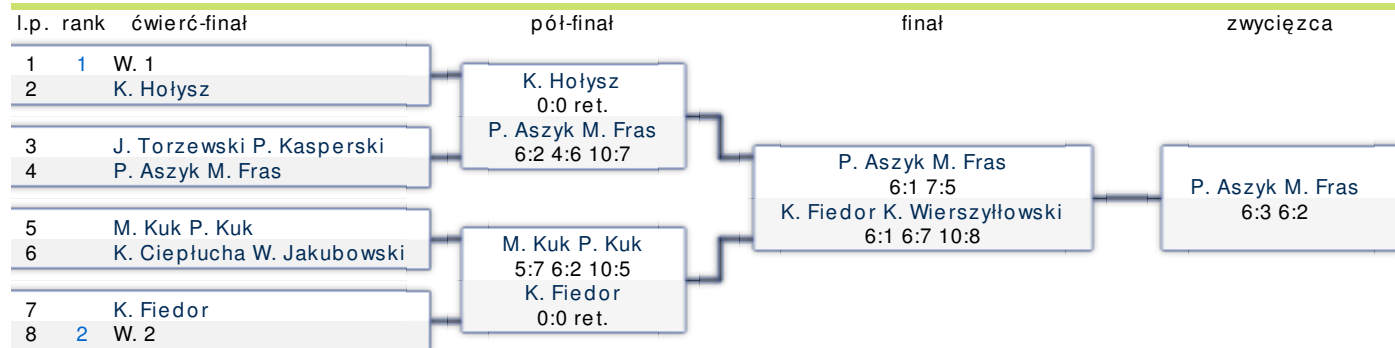 l.p. rank ćwierć-finał pół-finał finał zwycięzca
1 1 W. 1
2 K. Hołysz
3 J. Torzewski P. Kasperski
4 P. Aszyk M. Fras
5 M. Kuk P. Kuk
6 K. Ciepłucha W. Jakubowski
7 K. Fiedor
8 2 W. 2
K. Hołysz
0:0 ret.
P. Aszyk M. Fras
6:2 4:6 10:7
M. Kuk P. Kuk
5:7 6:2 10:5
K. Fiedor
0:0 ret.
P. Aszyk M. Fras
6:1 7:5
K. Fiedor K. Wierszyłłowski
6:1 6:7 10:8
P. Aszyk M. Fras
6:3 6:2